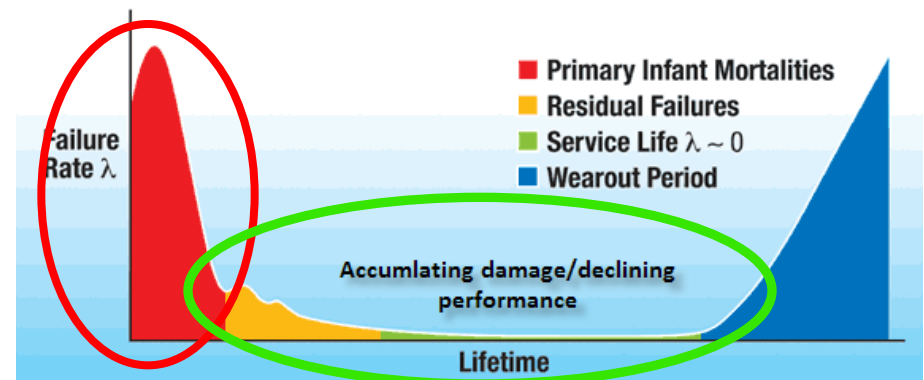 Failure
Rate λ
Primary Infant Mortalities
Residual Failures
Service Life λ ~ 0
Wearout Period
Accumlating damage/declining
performance
Lifetime